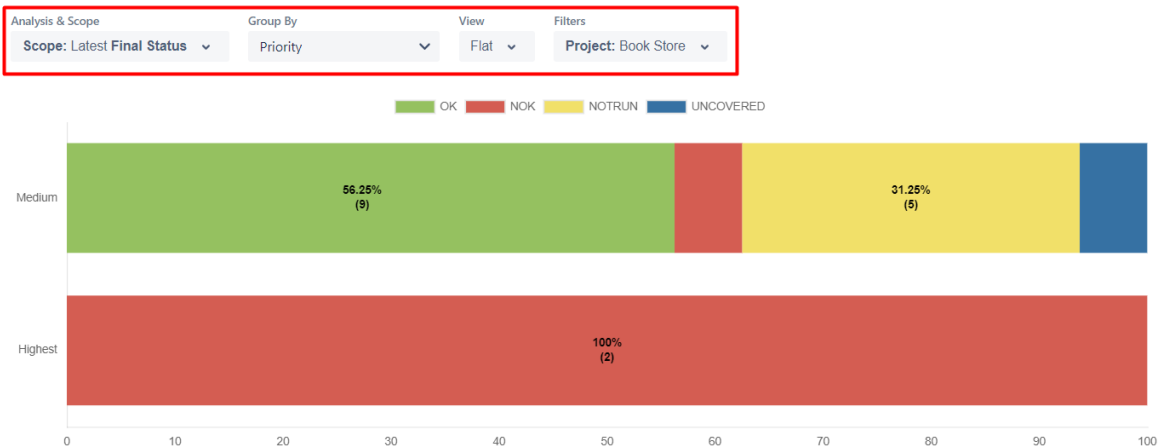 Analysis & Scope Group By View Filters
Scope: Latest Final Status Priority Flat Project: Book Store
OK NOK NOTRUN UNCOVERED
Medium
56.25%
(9)
31.25%
(5)
Highest
100%
(2)
0 10 20 30 40 50 60 70 80 90 100